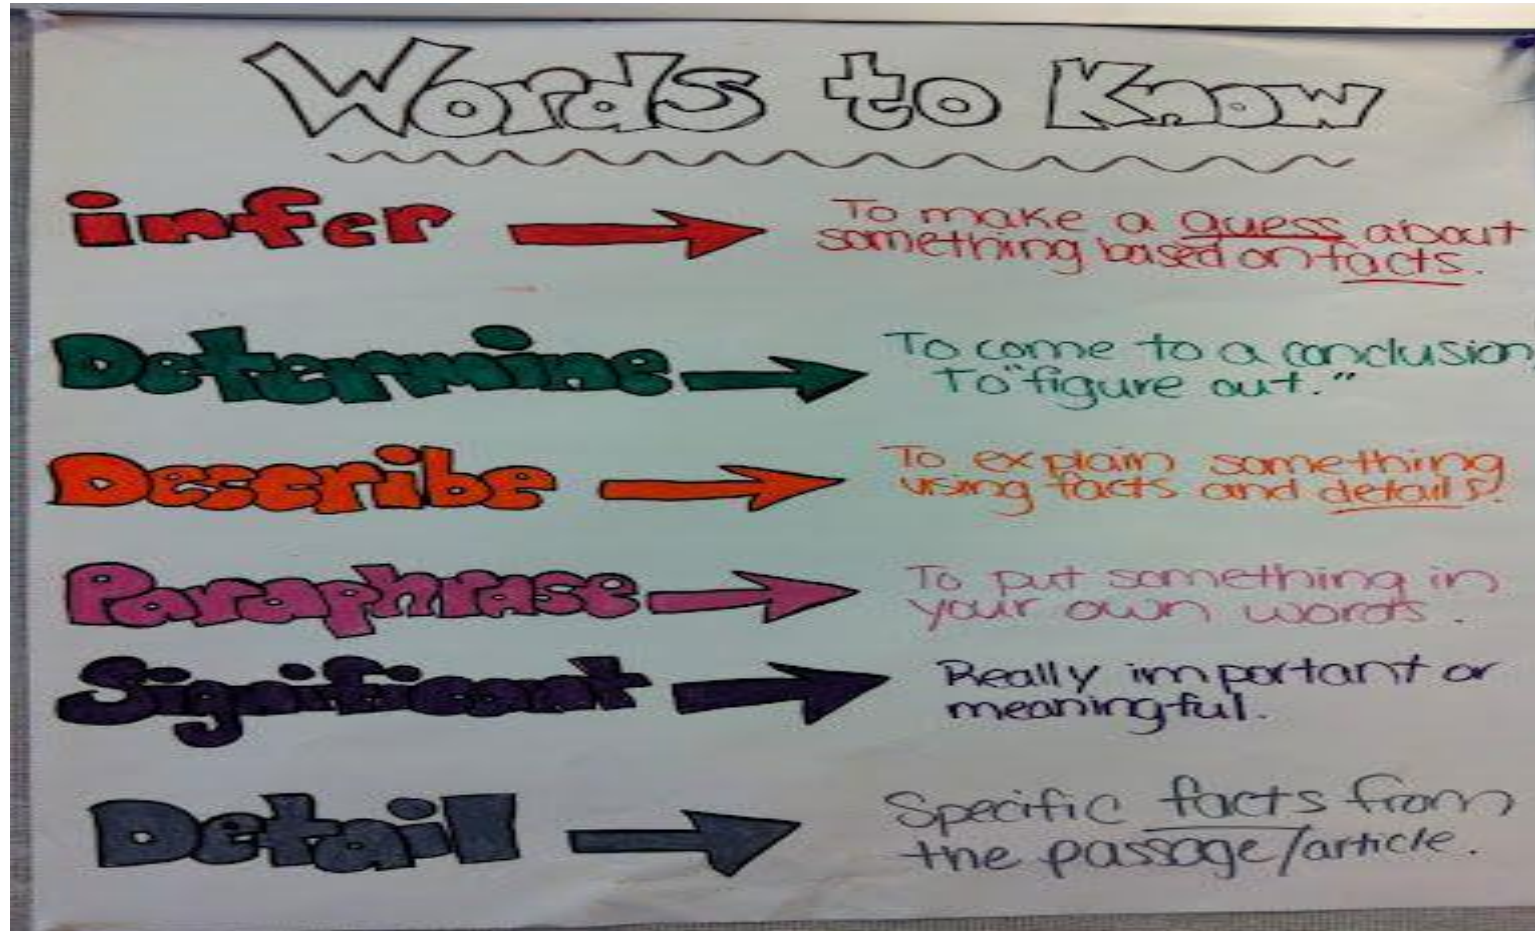 Words to Know
infer
To make a guess about
something based on facts.
Determine
To come to a conclusion,
To "figure out."
Describe
To explain something
using facts and details.
Paraphrase
To put something in
your own words.
Significant
Really important or
meaningful.
Detail
Specific facts from
the passage/article.